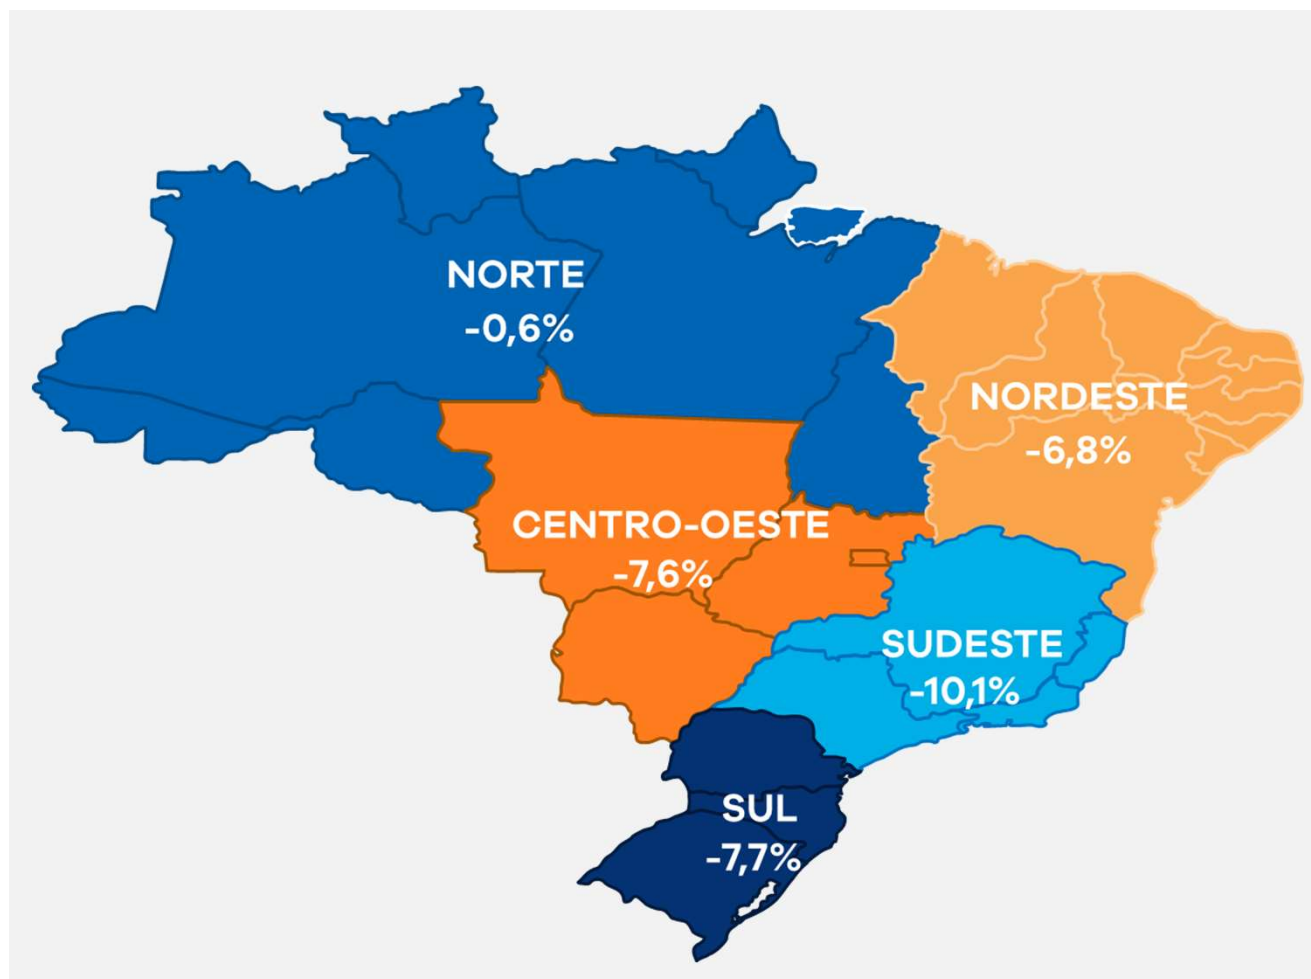 NORTE
-0,6%
NORDESTE
-6,8%
CENTRO-OESTE
-7,6%
SUDESTE
-10,1%
SUL
-7,7%